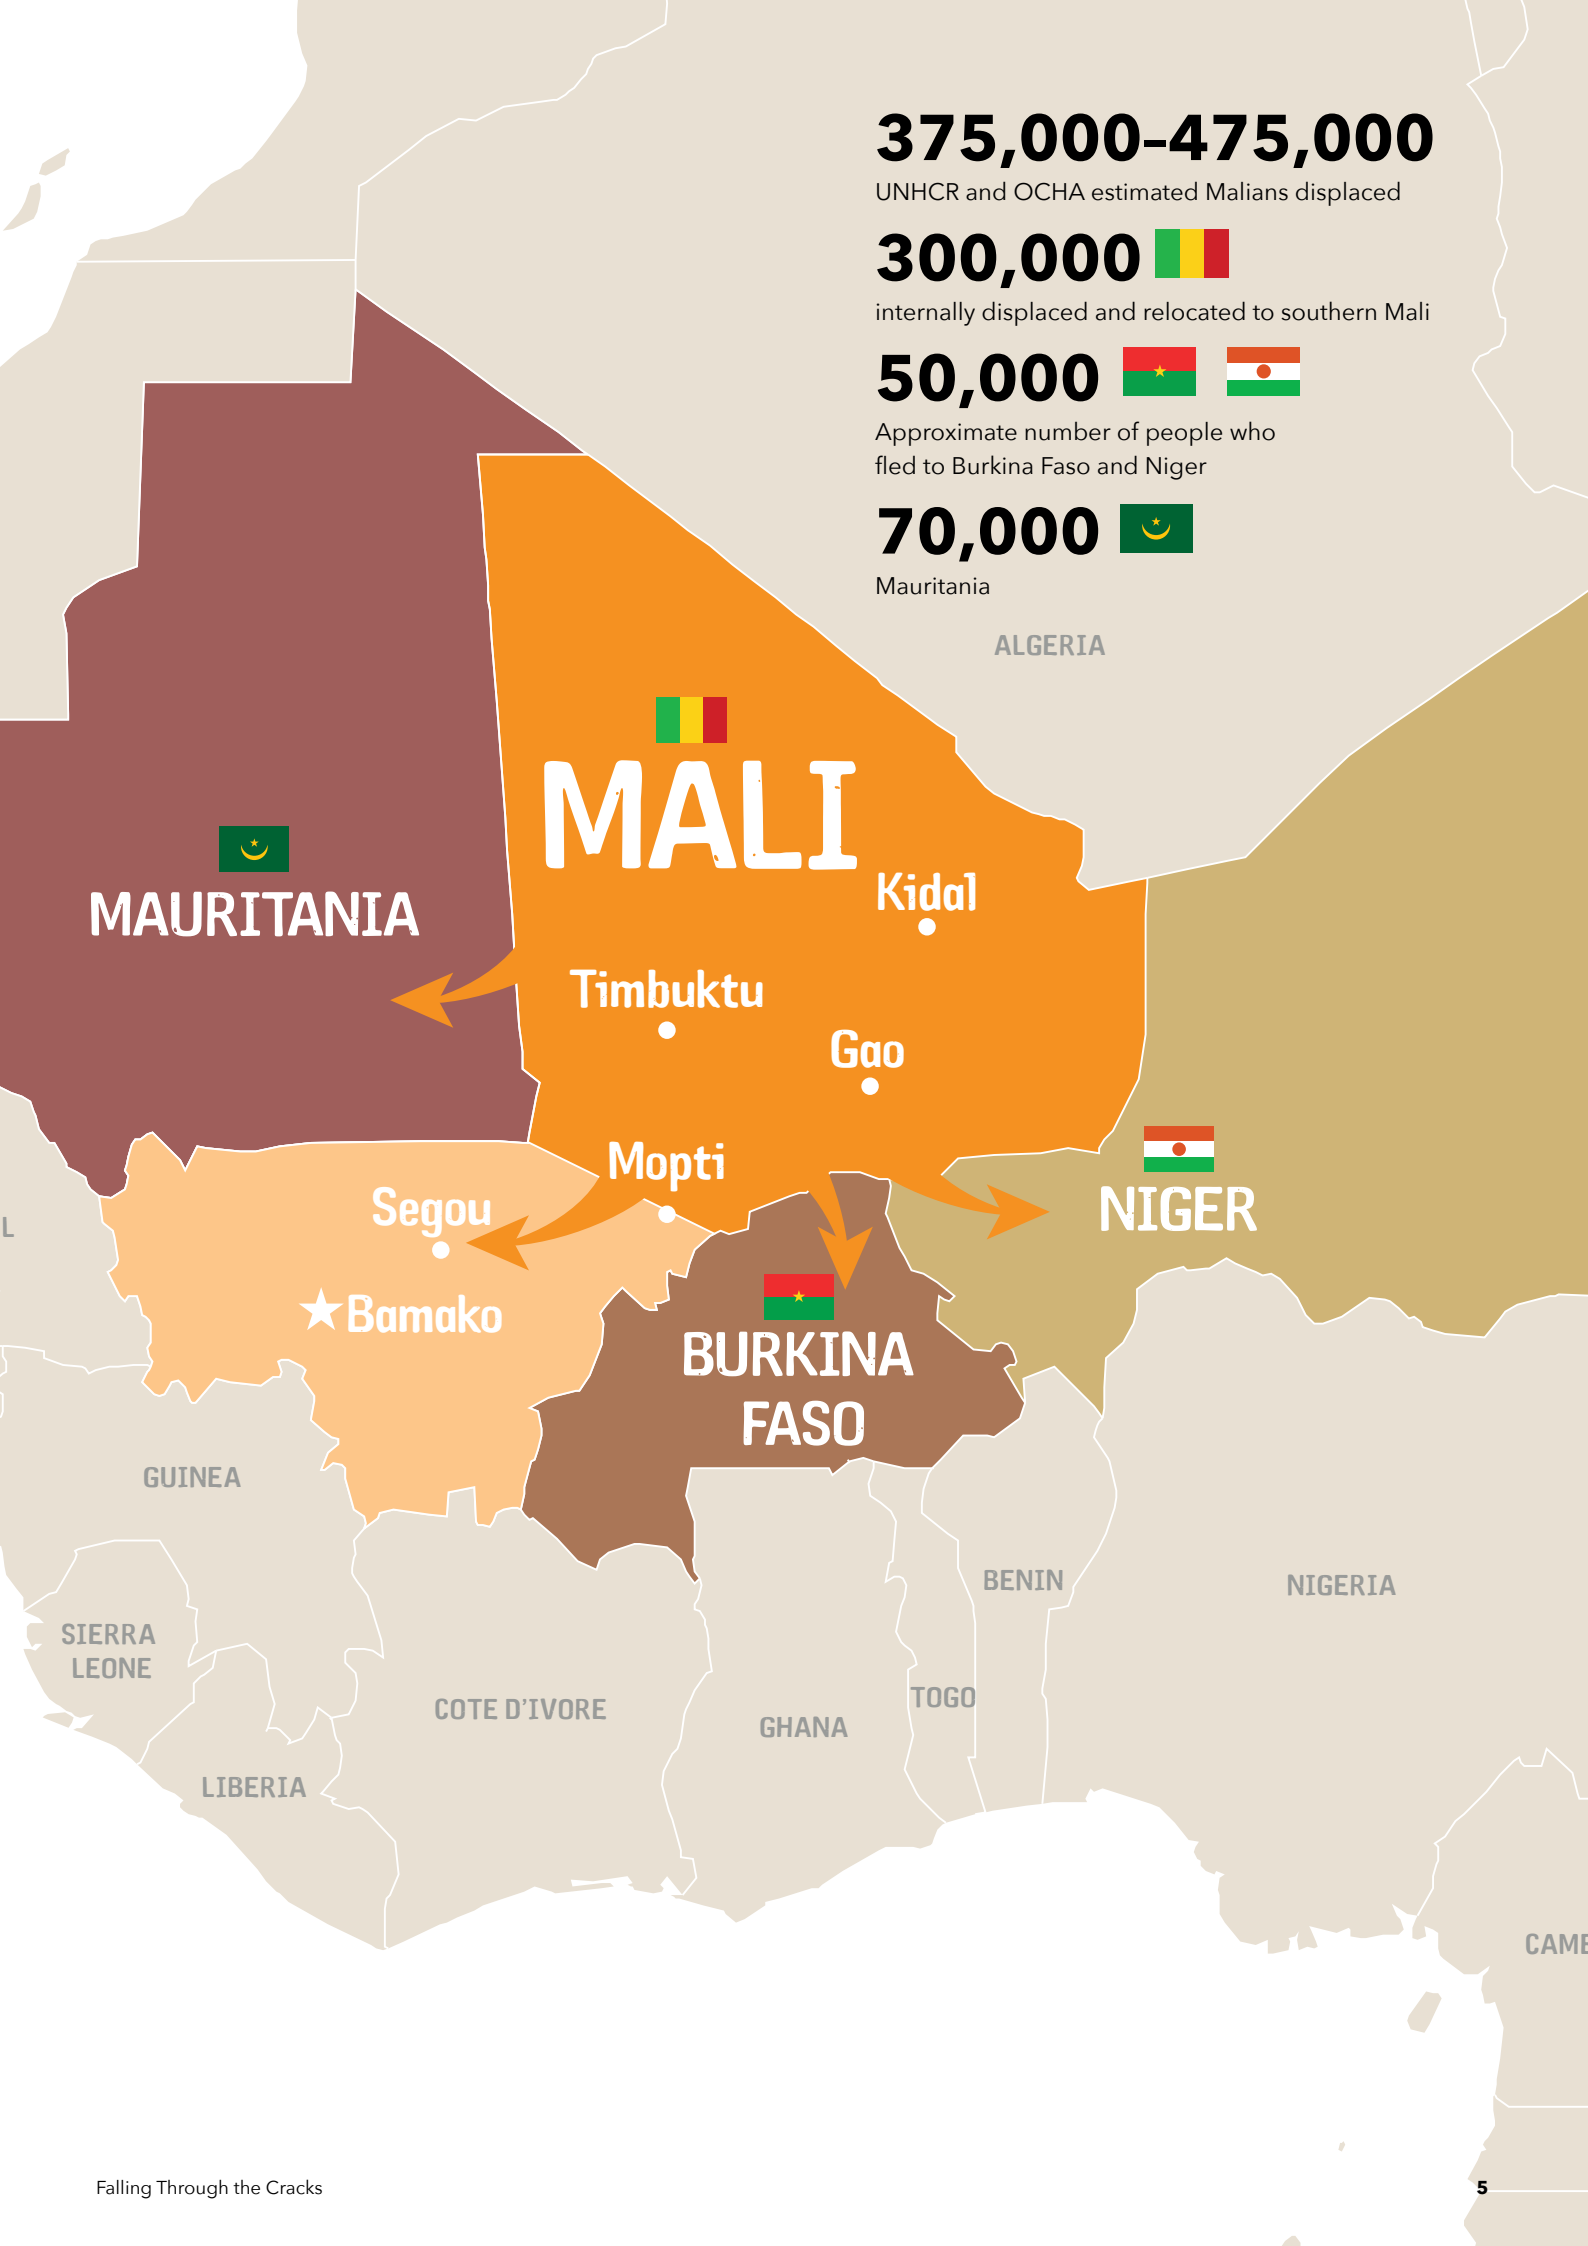 375,000–475,000
UNHCR and OCHA estimated Malians displaced
300,000
internally displaced and relocated to southern Mali
50,000
Approximate number of people who
fled to Burkina Faso and Niger
70,000
Mauritania
ALGERIA
MALI
MAURITANIA
Kidal
Timbuktu
Gao
Mopti
Segou
NIGER
L
Bamako
BURKINA
FASO
GUINEA
BENIN
NIGERIA
SIERRA
LEONE
TOGO
COTE D’IVORE
GHANA
LIBERIA
CAME
Falling Through the Cracks
5